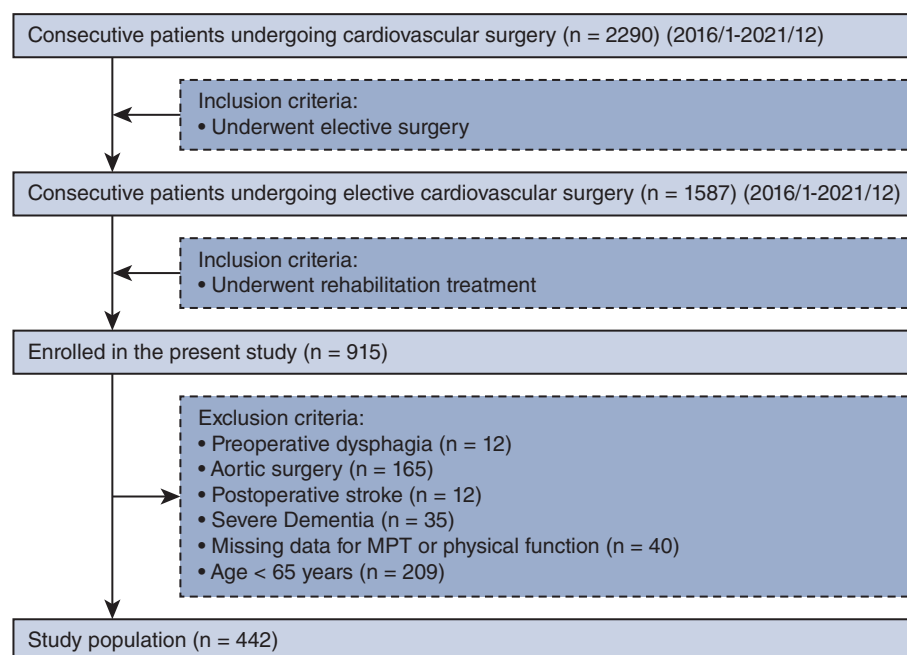 Consecutive patients undergoing cardiovascular surgery (n = 2290) (2016/1-2021/12)
Inclusion criteria:
• Underwent elective surgery
Consecutive patients undergoing elective cardiovascular surgery (n = 1587) (2016/1-2021/12)
Inclusion criteria:
• Underwent rehabilitation treatment
Enrolled in the present study (n = 915)
Exclusion criteria:
• Preoperative dysphagia (n = 12)
• Aortic surgery (n = 165)
• Postoperative stroke (n = 12)
• Severe Dementia (n = 35)
• Missing data for MPT or physical function (n = 40)
• Age < 65 years (n = 209)
Study population (n = 442)